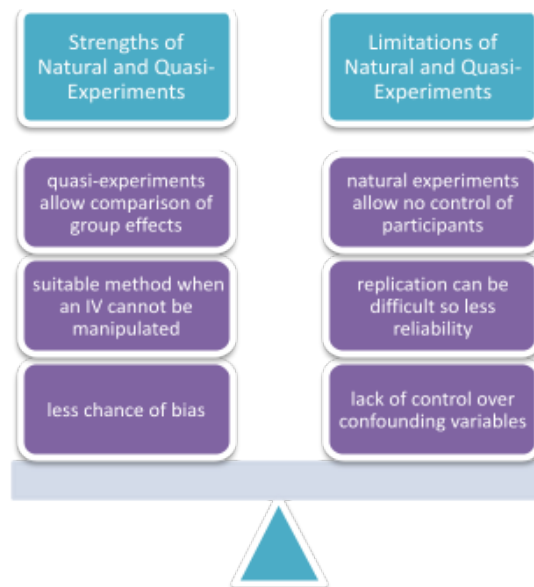 Strengths of
Natural and Quasi-
Experiments
quasi-experiments
allow comparison of
group effects
suitable method when
an IV cannot be
manipulated
less chance of bias
Limitations of
Natural and Quasi-
Experiments
natural experiments
allow no control of
participants
replication can be
difficult so less
reliability
lack of control over
confounding variables